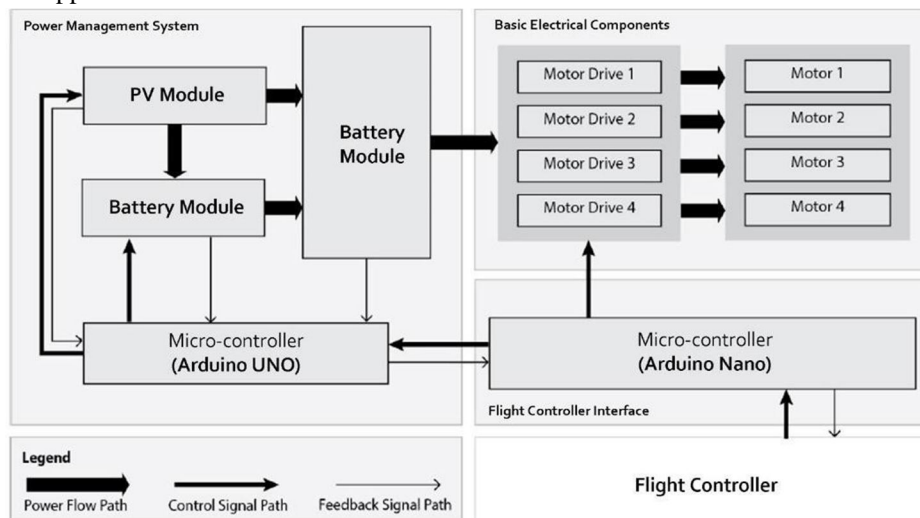 Power Management System
PV Module
Battery Module
Battery
Module
Micro-controller
(Arduino UNO)
Basic Electrical Components
Motor Drive 1
Motor 1
Motor Drive 2
Motor 2
Motor Drive 3
Motor 3
Motor Drive 4
Motor 4
Micro-controller
(Arduino Nano)
Flight Controller Interface
Legend
Power Flow Path
Control Signal Path
Feedback Signal Path
Flight Controller